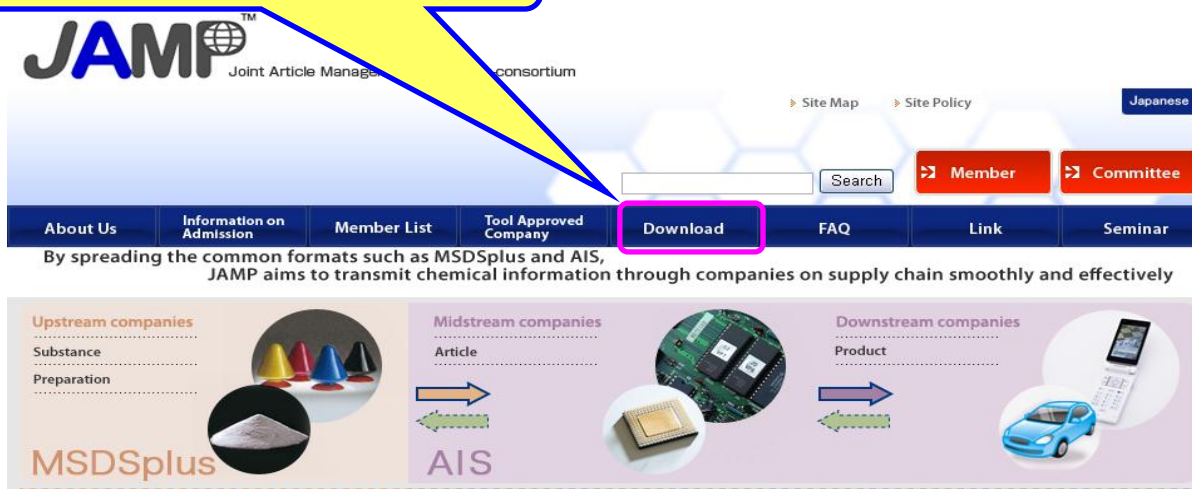 JAMP™
Joint Article Manage consortium
Site Map Site Policy Japanese
Search Member Committee
About Us Information on Admission Member List Tool Approved Company Download FAQ Link Seminar
By spreading the common formats such as MSDSplus and AIS,
JAMP aims to transmit chemical information through companies on supply chain smoothly and effectively
Upstream companies Midstream companies Downstream companies
Substance Article Product
Preparation
MSDSplus AIS